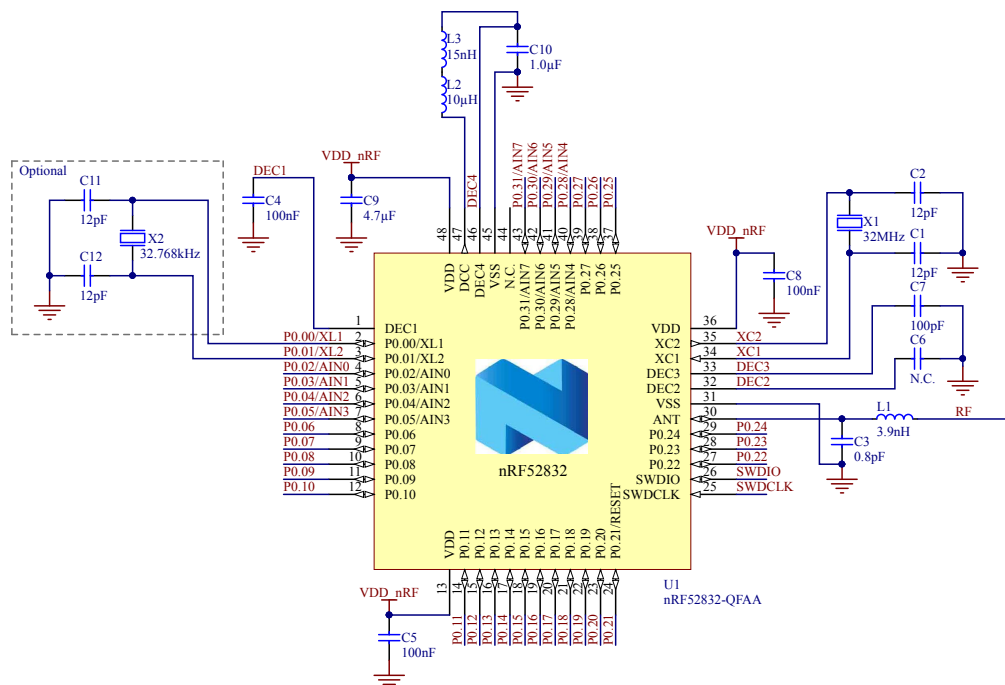 L3
15nH
L2
10µH
C10
1.0µF
Optional
C11
12pF
X2
32.768kHz
C12
12pF
DEC1
C4
100nF
VDD_nRF
C9
4.7µF
DEC4
P0.31/AIN7
P0.30/AIN6
P0.29/AIN5
P0.28/AIN4
P0.27
P0.26
P0.25
48
47
46
45
44
43
42
41
40
39
38
37
VDD
DCC
DEC4
VSS
N.C.
P0.31/AIN7
P0.30/AIN6
P0.29/AIN5
P0.28/AIN4
P0.27
P0.26
P0.25
VDD_nRF
C8
100nF
X1
32MHz
C2
12pF
C1
12pF
C7
100pF
C6
N.C.
1 DEC1
P0.00/XL1 2 P0.00/XL1
P0.01/XL2 3 P0.01/XL2
P0.02/AIN0 4 P0.02/AIN0
P0.03/AIN1 5 P0.03/AIN1
P0.04/AIN2 6 P0.04/AIN2
P0.05/AIN3 7 P0.05/AIN3
P0.06 8 P0.06
P0.07 9 P0.07
P0.08 10 P0.08
P0.09 11 P0.09
P0.10 12 P0.10
nRF52832
VDD 36
XC2 35 XC2
XC1 34 XC1
DEC3 33 DEC3
DEC2 32 DEC2
VSS 31
ANT 30
P0.24 29 P0.24
P0.23 28 P0.23
P0.22 27 P0.22
SWDIO 26 SWDIO
SWDCLK 25 SWDCLK
L1
3.9nH
RF
C3
0.8pF
VDD
P0.11
P0.12
P0.13
P0.14
P0.15
P0.16
P0.17
P0.18
P0.19
P0.20
P0.21/RESET
13
14
15
16
17
18
19
20
21
22
23
24
U1
nRF52832-QFAA
VDD_nRF
C5
100nF
P0.11
P0.12
P0.13
P0.14
P0.15
P0.16
P0.17
P0.18
P0.19
P0.20
P0.21